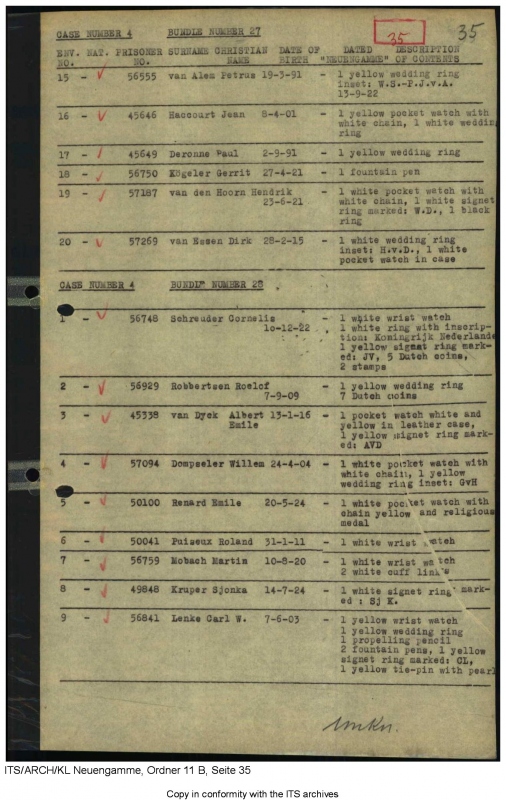 35 35
CASE NUMBER 4 BUNDLE NUMBER 27
ENV. NAT. PRISONER SURNAME CHRISTIAN DATE OF DATED DESCRIPTION
NO. NO. NAME BIRTH "NEUENGAMME" OF CONTENTS
15 - 56555 van Alem Petrus 19-3-91 - 1 yellow wedding ring
inset: W.S.-P.J.v.A.
13-9-22
16 - 45646 Haccourt Jean 8-4-01 - 1 yellow pocket watch with
white chain, 1 white wedding
ring
17 - 45649 Deronne Paul 2-9-91 - 1 yellow wedding ring
18 - 56750 Kögeler Gerrit 27-4-21 - 1 fountain pen
19 - 57187 van den Hoorn Hendrik - 1 white pocket watch with
23-6-21 white chain, 1 white signet
ring marked: W.D., 1 black
ring
20 - 57269 van Essen Dirk 28-2-15 - 1 white wedding ring
inset: H.v.D., 1 white
pocket watch in case
CASE NUMBER 4 BUNDLE NUMBER 28
1 - 56748 Schreuder Cornelis - 1 white wrist watch
10-12-22 1 white ring with inscrip-
tion: Koningrijk Nederlande
1 yellow signet ring mark-
ed: JV, 5 Dutch coins,
2 stamps
2 - 56929 Robbertsen Roelof - 1 yellow wedding ring
7-9-09 7 Dutch coins
3 - 45338 van Dyck Albert 13-1-16 - 1 pocket watch white and
Emile yellow in leather case,
1 yellow signet ring mark-
ed: AVD
4 - 57094 Dompseler Willem 24-4-04 - 1 white pocket watch with
white chain, 1 yellow
wedding ring inset: GvH
5 - 50100 Renard Emile 20-5-24 - 1 white pocket watch with
chain yellow and religious
medal
6 - 50041 Puiseux Roland 31-1-11 - 1 white wrist watch
7 - 56759 Mobach Martin 10-8-20 - 1 white wrist watch
2 white cuff links
8 - 49848 Kruper Sjonka 14-7-24 - 1 white signet ring mark-
ed : Sj K.
9 - 56841 Lenke Carl W. 7-6-03 - 1 yellow wrist watch
1 yellow wedding ring
1 propelling pencil
2 fountain pens, 1 yellow
signet ring marked: CL,
1 yellow tie-pin with pearl
ITS/ARCH/KL Neuengamme, Ordner 11 B, Seite 35
Copy in conformity with the ITS archives